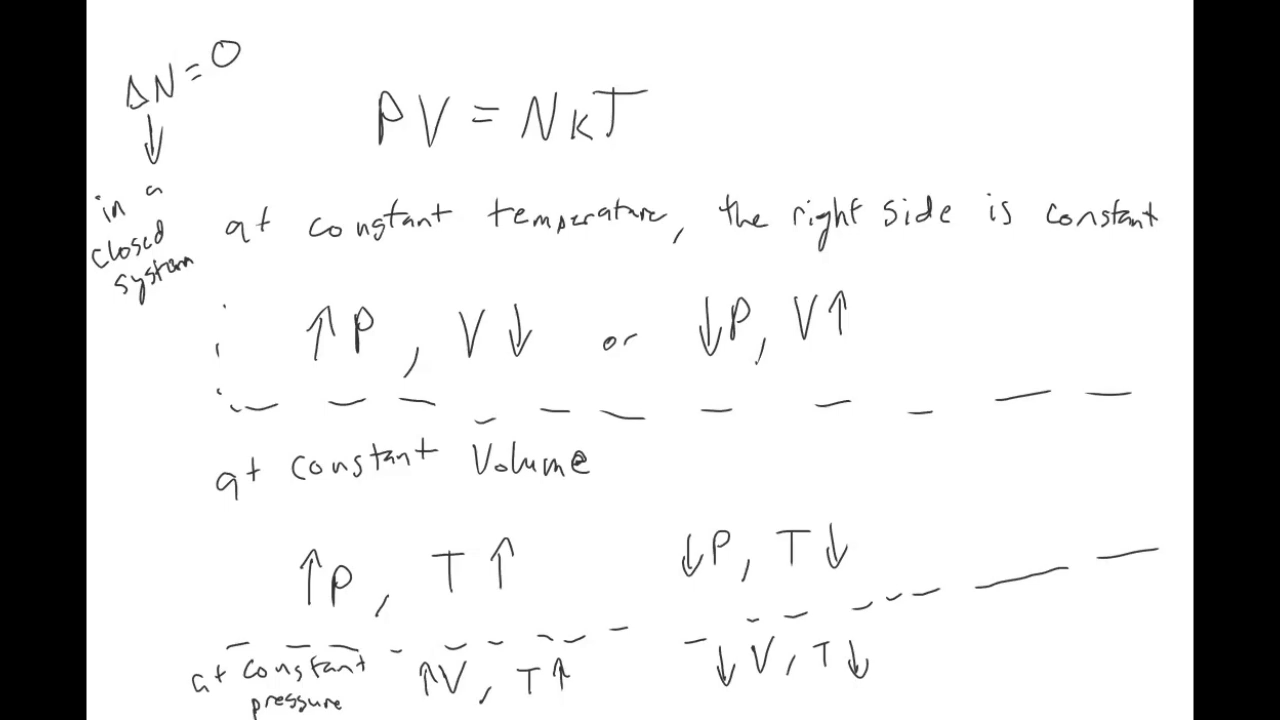 ΔN=0
↓
in a
closed
system
PV = NkT
at constant temperature, the right side is constant
↑P, V↓ or ↓P, V↑
at constant Volume
↑P, T↑ ↓P, T↓
at constant
pressure
↑V, T↑ ↓V, T↓